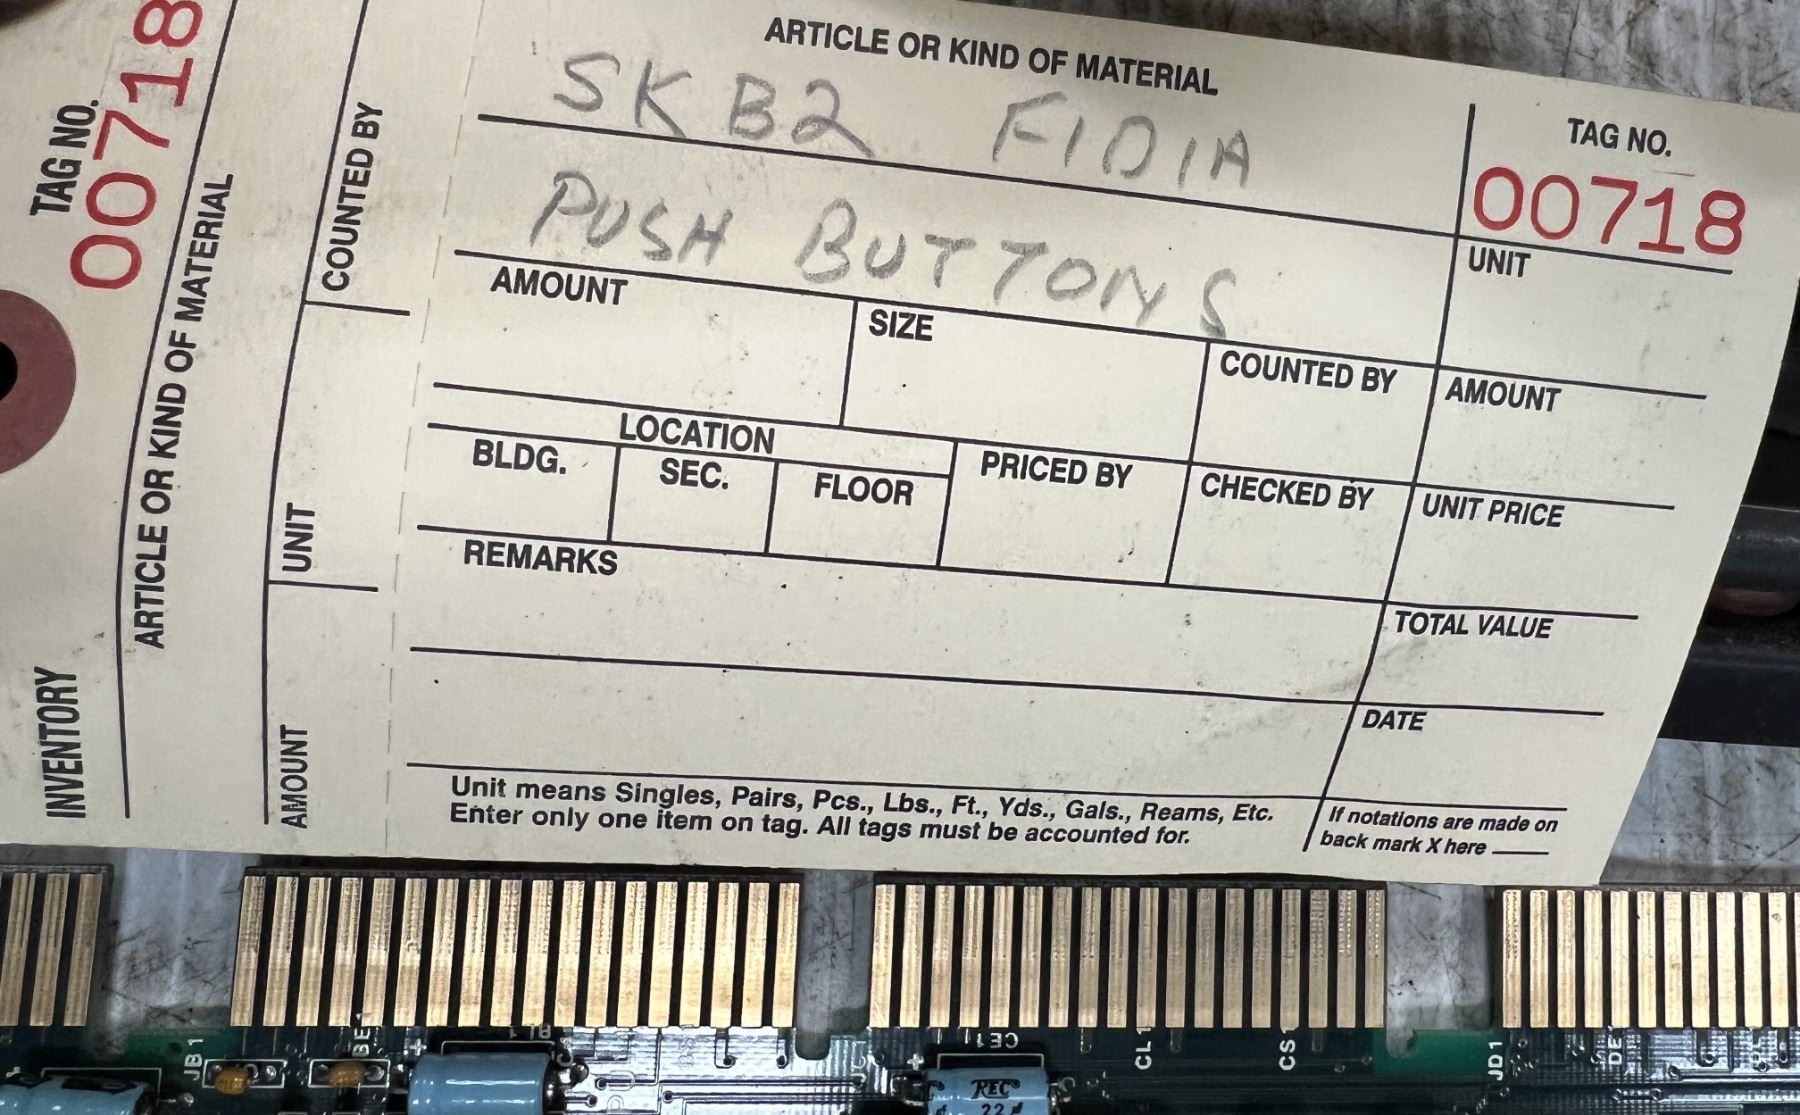 TAG NO.
00718
ARTICLE OR KIND OF MATERIAL
COUNTED BY
UNIT
AMOUNT
INVENTORY
ARTICLE OR KIND OF MATERIAL
SKB2 FIDIA
PUSH BUTTONS
TAG NO.
00718
UNIT
AMOUNT
SIZE
COUNTED BY
AMOUNT
LOCATION
BLDG.
SEC.
FLOOR
PRICED BY
CHECKED BY
UNIT PRICE
REMARKS
TOTAL VALUE
DATE
Unit means Singles, Pairs, Pcs., Lbs., Ft., Yds., Gals., Reams, Etc.
Enter only one item on tag. All tags must be accounted for.
If notations are made on
back mark X here
JB1
CE1
CL1
CS1
JD1
REC
22